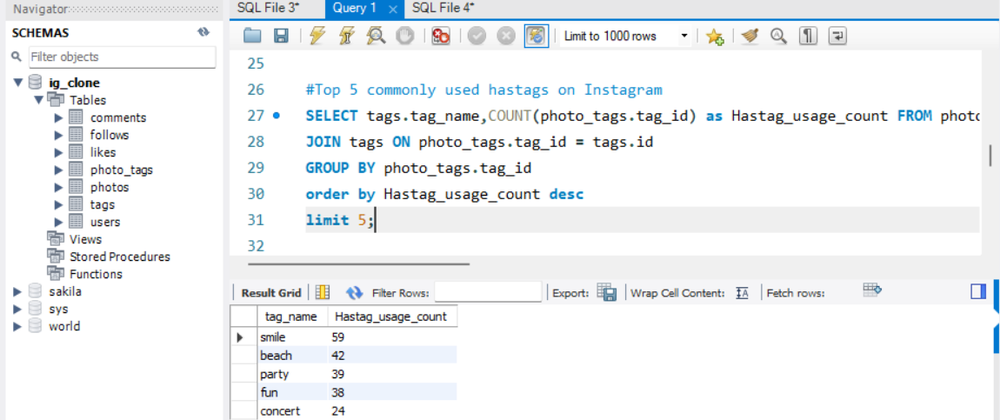 Navigator
SCHEMAS
Filter objects
ig_clone
Tables
comments
follows
likes
photo_tags
photos
tags
users
Views
Stored Procedures
Functions
sakila
sys
world
SQL File 3*
Query 1 ×
SQL File 4*
Limit to 1000 rows
25
26 #Top 5 commonly used hastags on Instagram
27 SELECT tags.tag_name,COUNT(photo_tags.tag_id) as Hastag_usage_count FROM photo
28 JOIN tags ON photo_tags.tag_id = tags.id
29 GROUP BY photo_tags.tag_id
30 order by Hastag_usage_count desc
31 limit 5;
32
Result Grid Filter Rows: Export: Wrap Cell Content: IA Fetch rows:
tag_name Hastag_usage_count
smile 59
beach 42
party 39
fun 38
concert 24